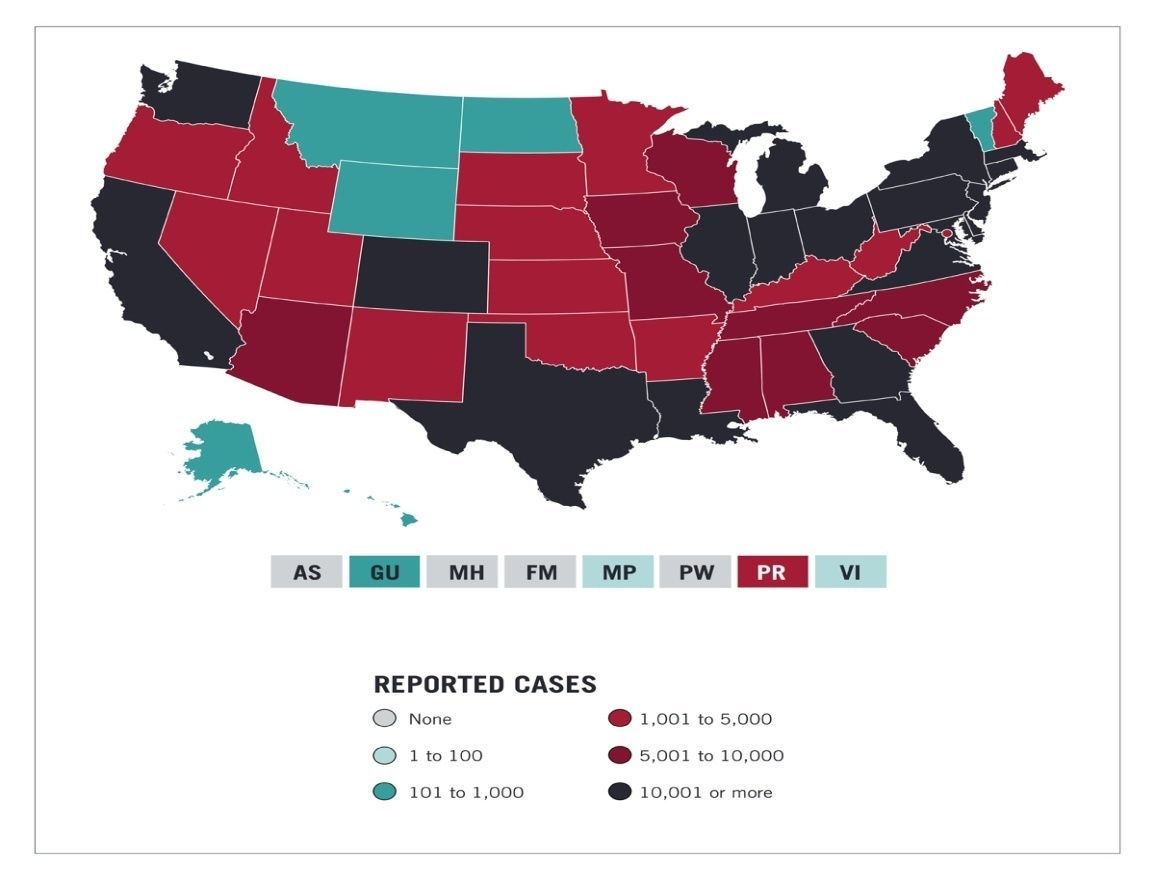 AS GU MH FM MP PW PR VI
REPORTED CASES
None
1 to 100
101 to 1,000
1,001 to 5,000
5,001 to 10,000
10,001 or more